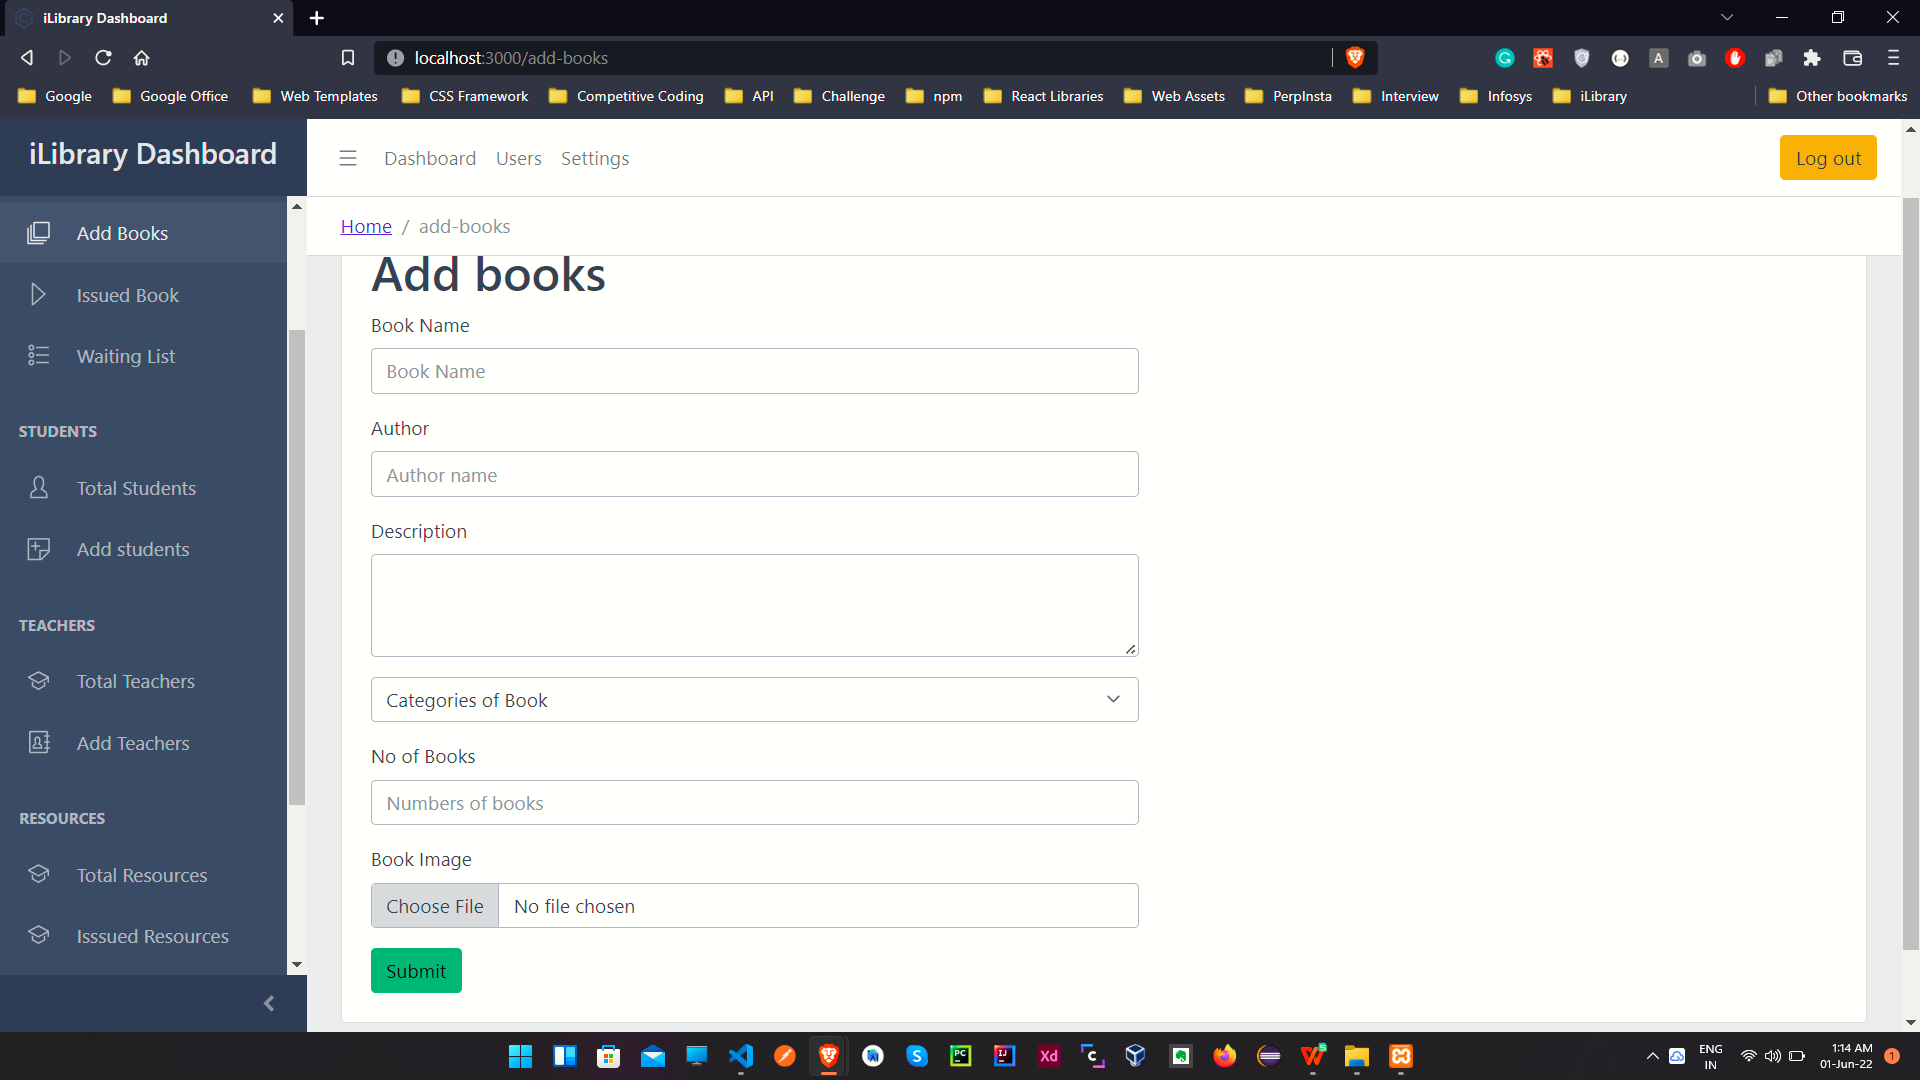 iLibrary Dashboard
localhost:3000/add-books
Google
Google Office
Web Templates
CSS Framework
Competitive Coding
API
Challenge
npm
React Libraries
Web Assets
PerpInsta
Interview
Infosys
iLibrary
Other bookmarks
iLibrary Dashboard
Dashboard
Users
Settings
Log out
Home / add-books
Add Books
Issued Book
Waiting List
STUDENTS
Total Students
Add students
TEACHERS
Total Teachers
Add Teachers
RESOURCES
Total Resources
Isssued Resources
Add books
Book Name
Book Name
Author
Author name
Description
Categories of Book
No of Books
Numbers of books
Book Image
Choose File
No file chosen
Submit
ENG
IN
1:14 AM
01-Jun-22
1